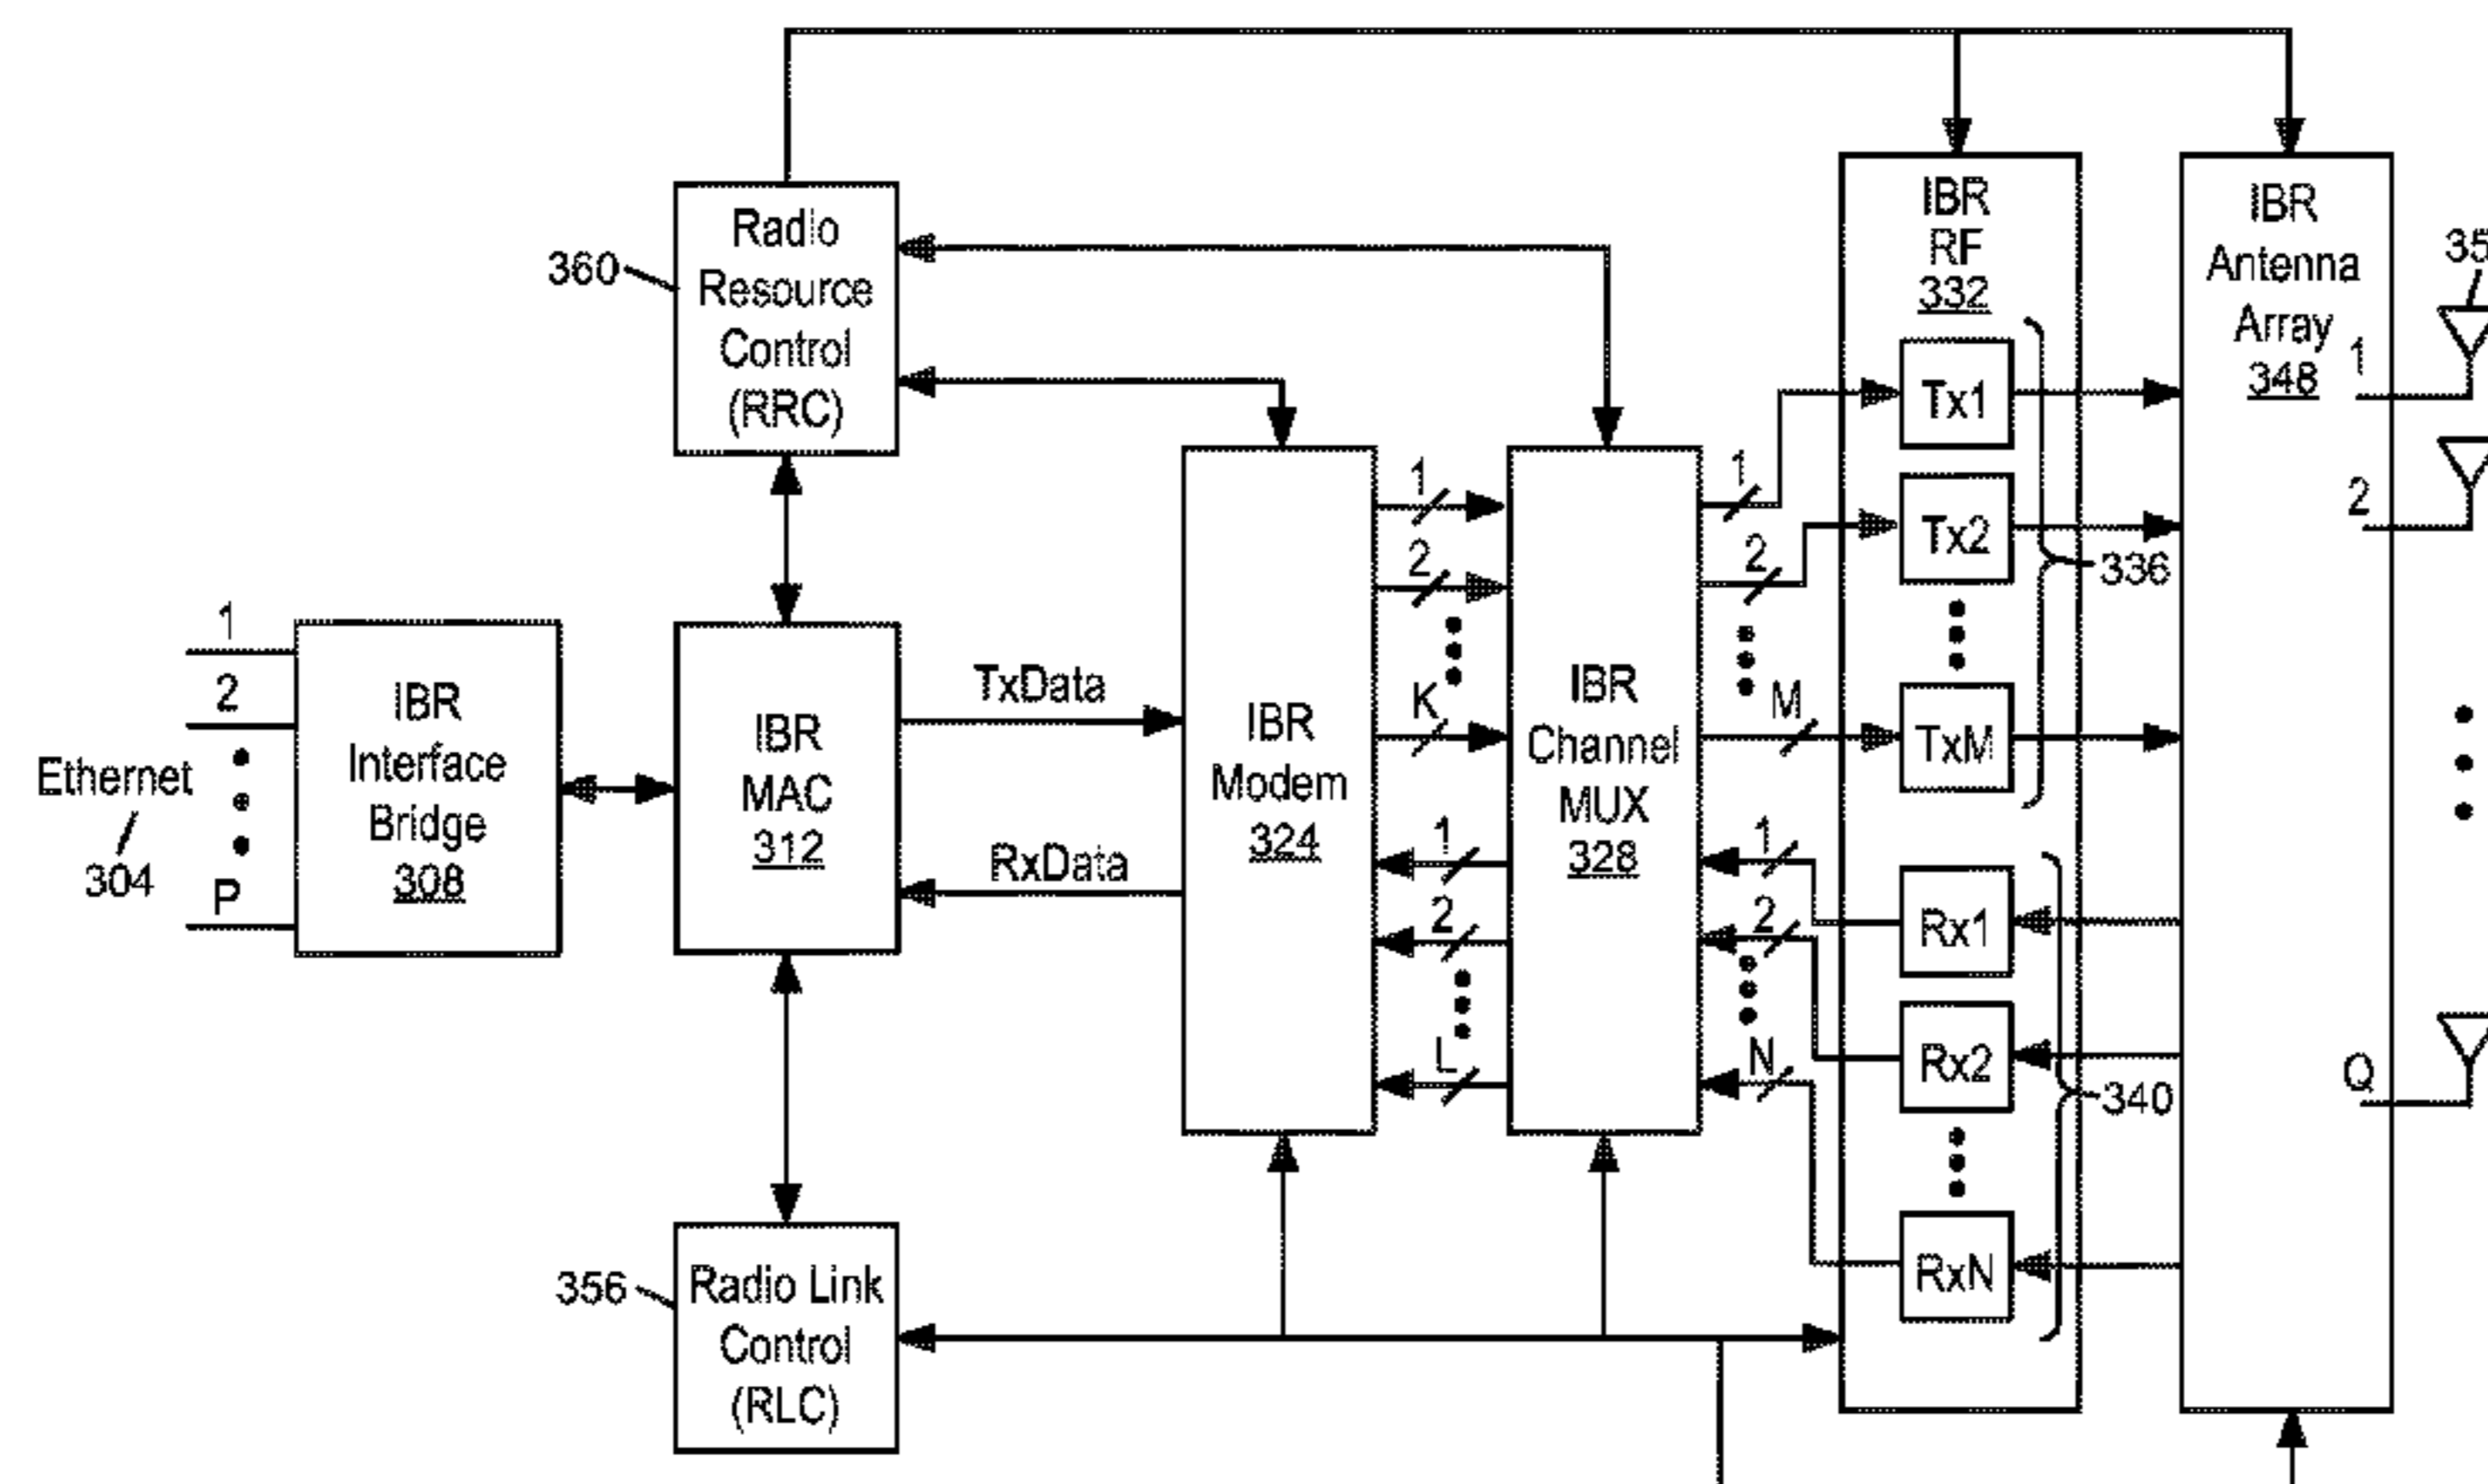 Radio
Resource
Control
(RRC)
360
IBR
RF
332
IBR
Antenna
Array
348
35
1
2
Q
Tx1
Tx2
TxM
336
Rx1
Rx2
RxN
340
1
2
P
Ethernet
304
IBR
Interface
Bridge
308
IBR
MAC
312
TxData
RxData
IBR
Modem
324
1
2
K
1
2
L
IBR
Channel
MUX
328
1
2
M
1
2
N
356
Radio Link
Control
(RLC)